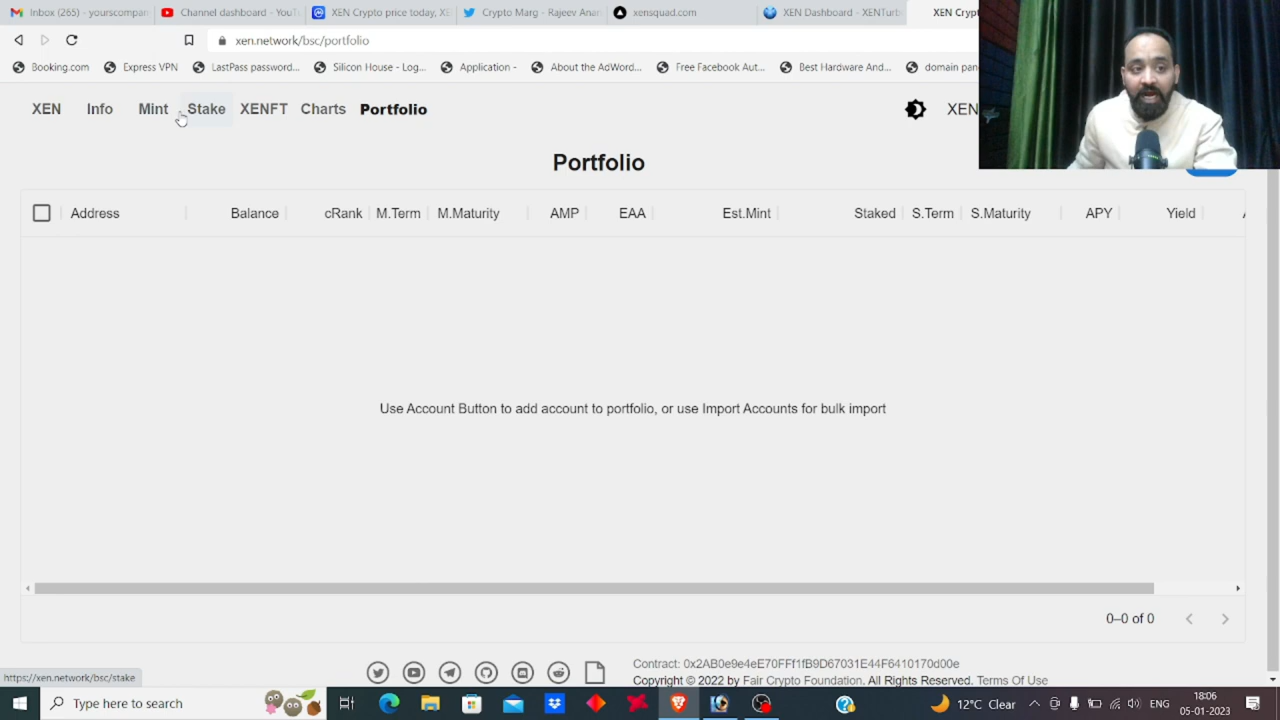 Inbox (265) - yourscompan
Channel dashboard - YouTu
XEN Crypto price today, XE
Crypto Marg - Rajeev Anan
xensquad.com
XEN Dashboard - XENTurb
XEN Cryp
xen.network/bsc/portfolio
Booking.com
Express VPN
LastPass password...
Silicon House - Log...
Application -
About the AdWord...
Free Facebook Aut...
Best Hardware And...
domain pan
XEN Info Mint Stake XENFT Charts Portfolio
XEN
Portfolio
Address Balance cRank M.Term M.Maturity AMP EAA Est.Mint Staked S.Term S.Maturity APY Yield
Use Account Button to add account to portfolio, or use Import Accounts for bulk import
0–0 of 0
Contract: 0x2AB0e9e4eE70FFf1fB9D67031E44F6410170d00e
Copyright © 2022 by Fair Crypto Foundation. All Rights Reserved. Terms Of Use
https://xen.network/bsc/stake
Type here to search
12°C Clear
ENG
18:06
05-01-2023